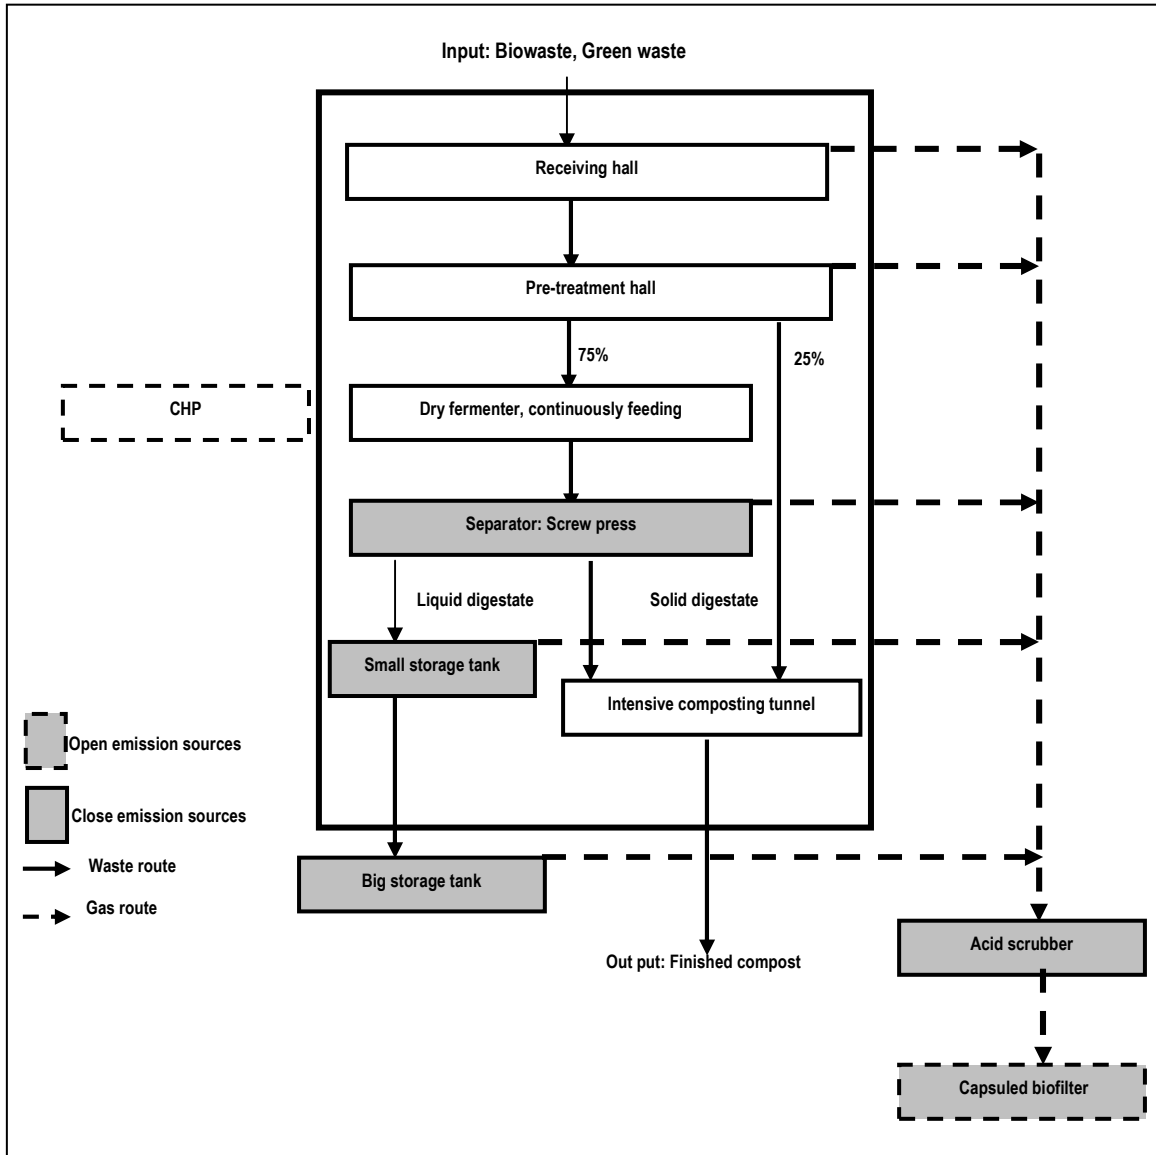 Input: Biowaste, Green waste
Receiving hall
Pre-treatment hall
75%
25%
CHP
Dry fermenter, continuously feeding
Separator: Screw press
Liquid digestate
Solid digestate
Small storage tank
Intensive composting tunnel
Open emission sources
Close emission sources
Waste route
Gas route
Big storage tank
Acid scrubber
Out put: Finished compost
Capsuled biofilter